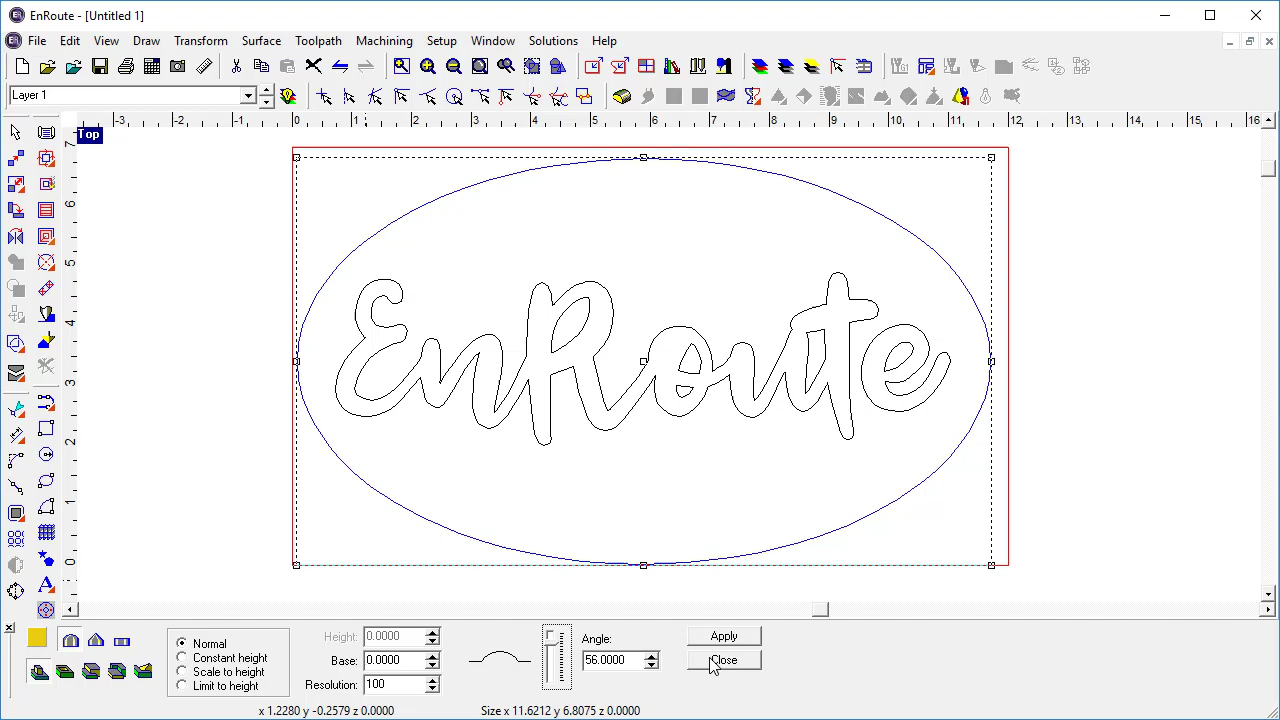 EnRoute - [Untitled 1]
File Edit View Draw Transform Surface Toolpath Machining Setup Window Solutions Help
Layer 1
Top
-3 -2 -1 0 1 2 3 4 5 6 7 8 9 10 11 12 13 14 15 16
7
6
5
4
3
2
1
0
EnRoute
Normal
Constant height
Scale to height
Limit to height
Height: 0.0000
Base: 0.0000
Resolution: 100
Angle:
56.0000
Apply
Close
x 1.2280 y -0.2579 z 0.0000 Size x 11.6212 y 6.8075 z 0.0000